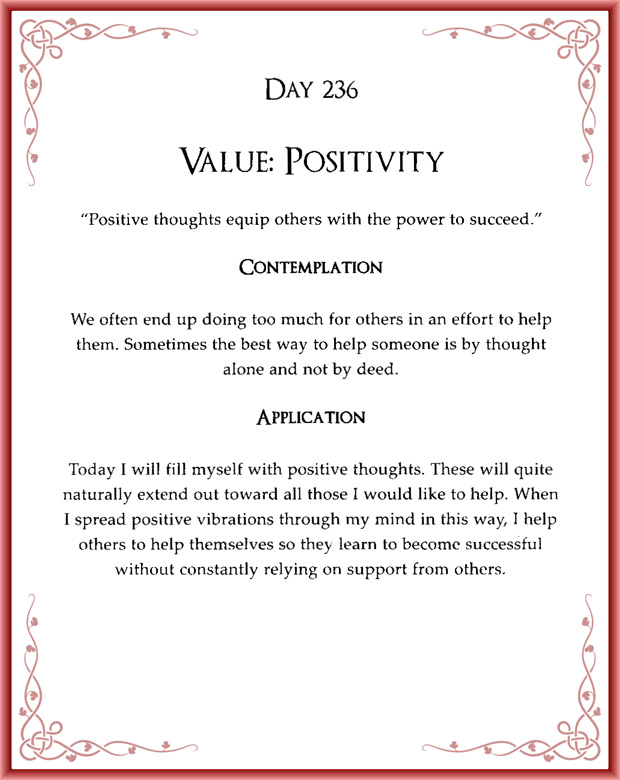 Day 236
Value: Positivity
“Positive thoughts equip others with the power to succeed.”
Contemplation
We often end up doing too much for others in an effort to help
them. Sometimes the best way to help someone is by thought
alone and not by deed.
Application
Today I will fill myself with positive thoughts. These will quite
naturally extend out toward all those I would like to help. When
I spread positive vibrations through my mind in this way, I help
others to help themselves so they learn to become successful
without constantly relying on support from others.